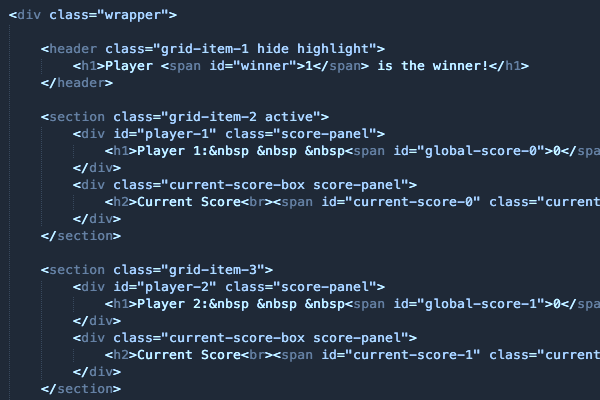 <div class="wrapper">
<header class="grid-item-1 hide highlight">
<h1>Player <span id="winner">1</span> is the winner!</h1>
</header>
<section class="grid-item-2 active">
<div id="player-1" class="score-panel">
<h1>Player 1:&nbsp &nbsp &nbsp<span id="global-score-0">0</spa
</div>
<div class="current-score-box score-panel">
<h2>Current Score<br><span id="current-score-0" class="current
</div>
</section>
<section class="grid-item-3">
<div id="player-2" class="score-panel">
<h1>Player 2:&nbsp &nbsp &nbsp<span id="global-score-1">0</spa
</div>
<div class="current-score-box score-panel">
<h2>Current Score<br><span id="current-score-1" class="current
</div>
</section>